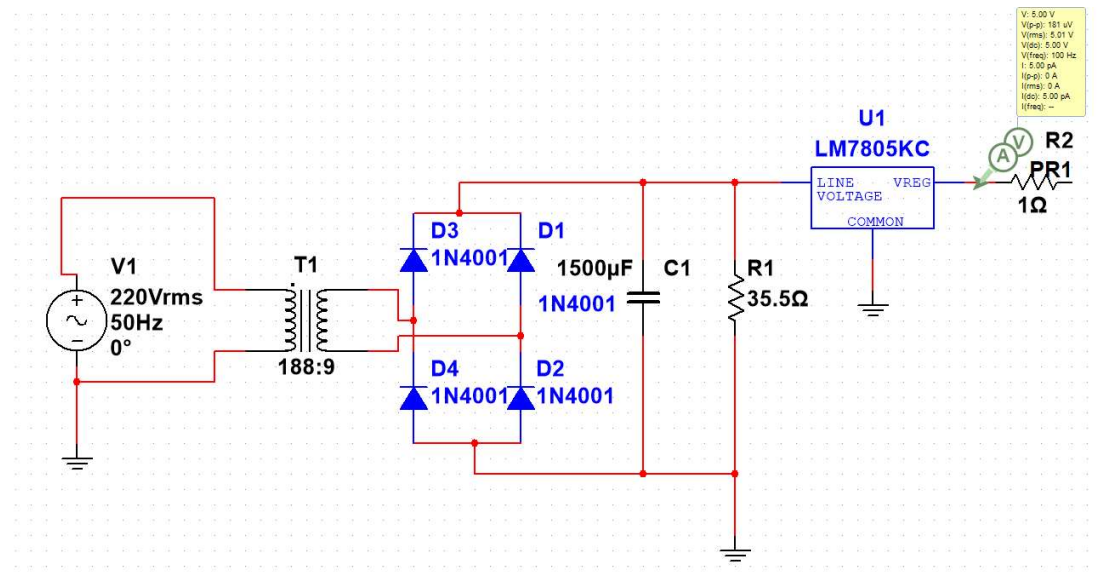 V: 5.00 V
V(p-p): 181 uV
V(rms): 5.01 V
V(dc): 5.00 V
V(freq): 100 Hz
I: 5.00 pA
I(p-p): 0 A
I(rms): 0 A
I(dc): 5.00 pA
I(freq): --
U1
LM7805KC
LINE
VOLTAGE
VREG
COMMON
A
V
R2
PR1
1Ω
V1
220Vrms
50Hz
0°
T1
188:9
D3
1N4001
D1
1N4001
D4
1N4001
D2
1N4001
1500µF
C1
R1
35.5Ω